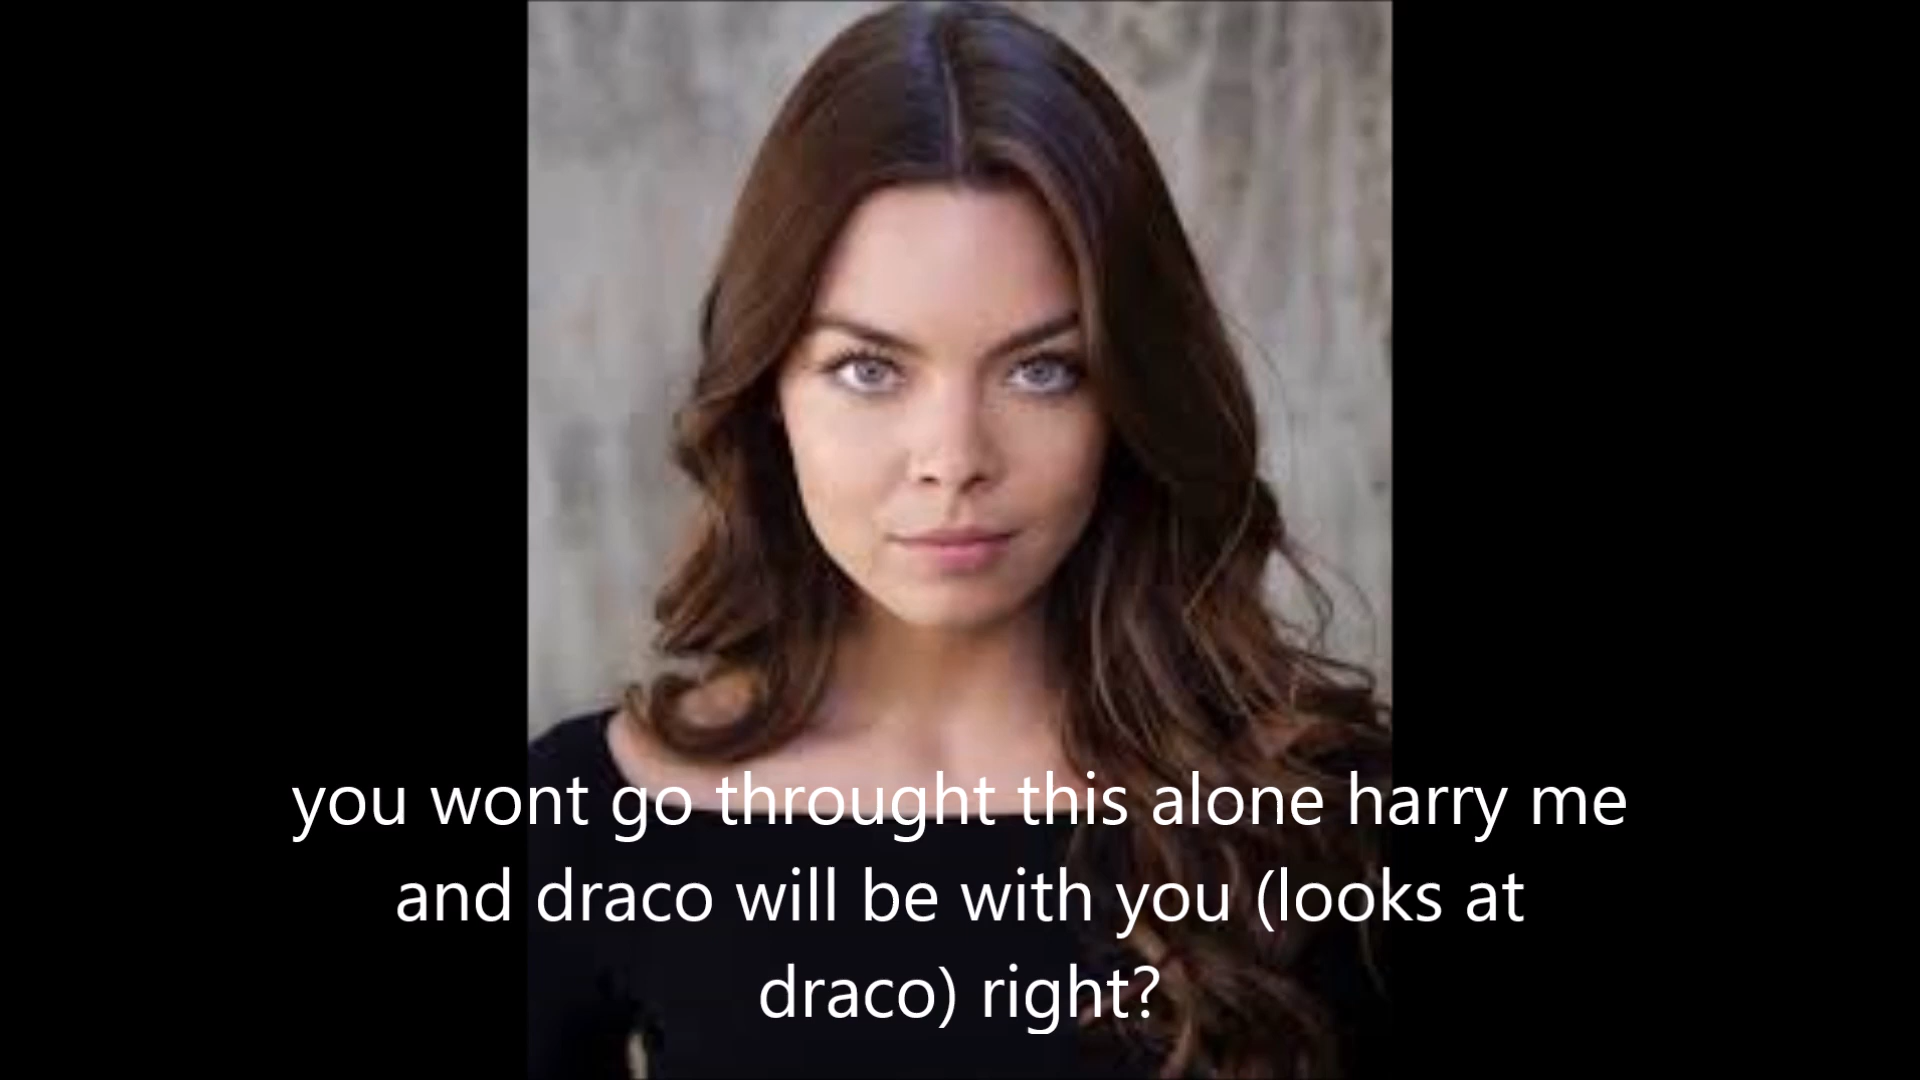 you wont go throught this alone harry me
and draco will be with you (looks at
draco) right?